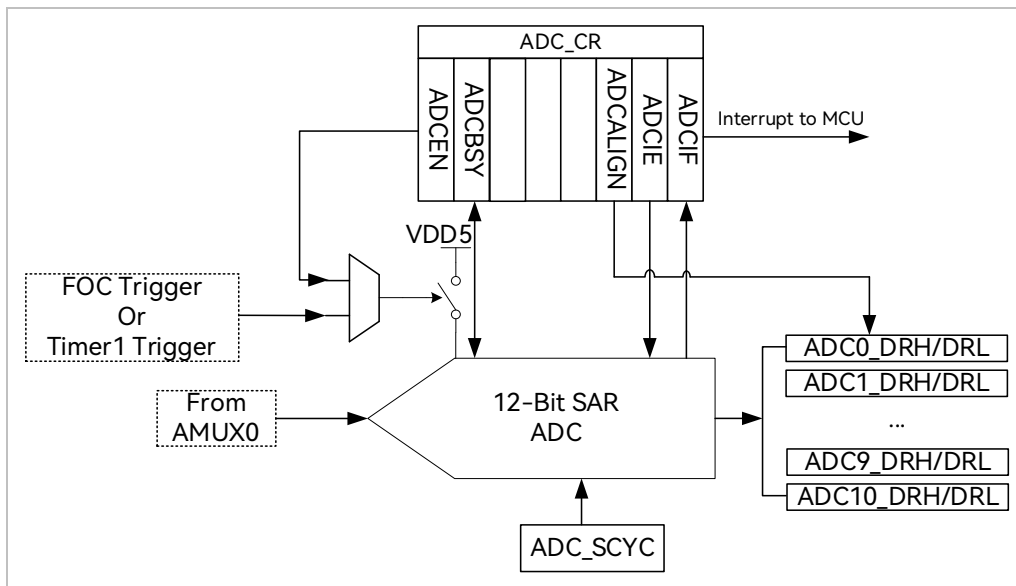 ADC_CR
ADCEN
ADCBSY
ADCALIGN
ADCIE
ADCIF
Interrupt to MCU
VDD5
FOC Trigger
Or
Timer1 Trigger
From
AMUX0
12-Bit SAR
ADC
ADC0_DRH/DRL
ADC1_DRH/DRL
...
ADC9_DRH/DRL
ADC10_DRH/DRL
ADC_SCYC